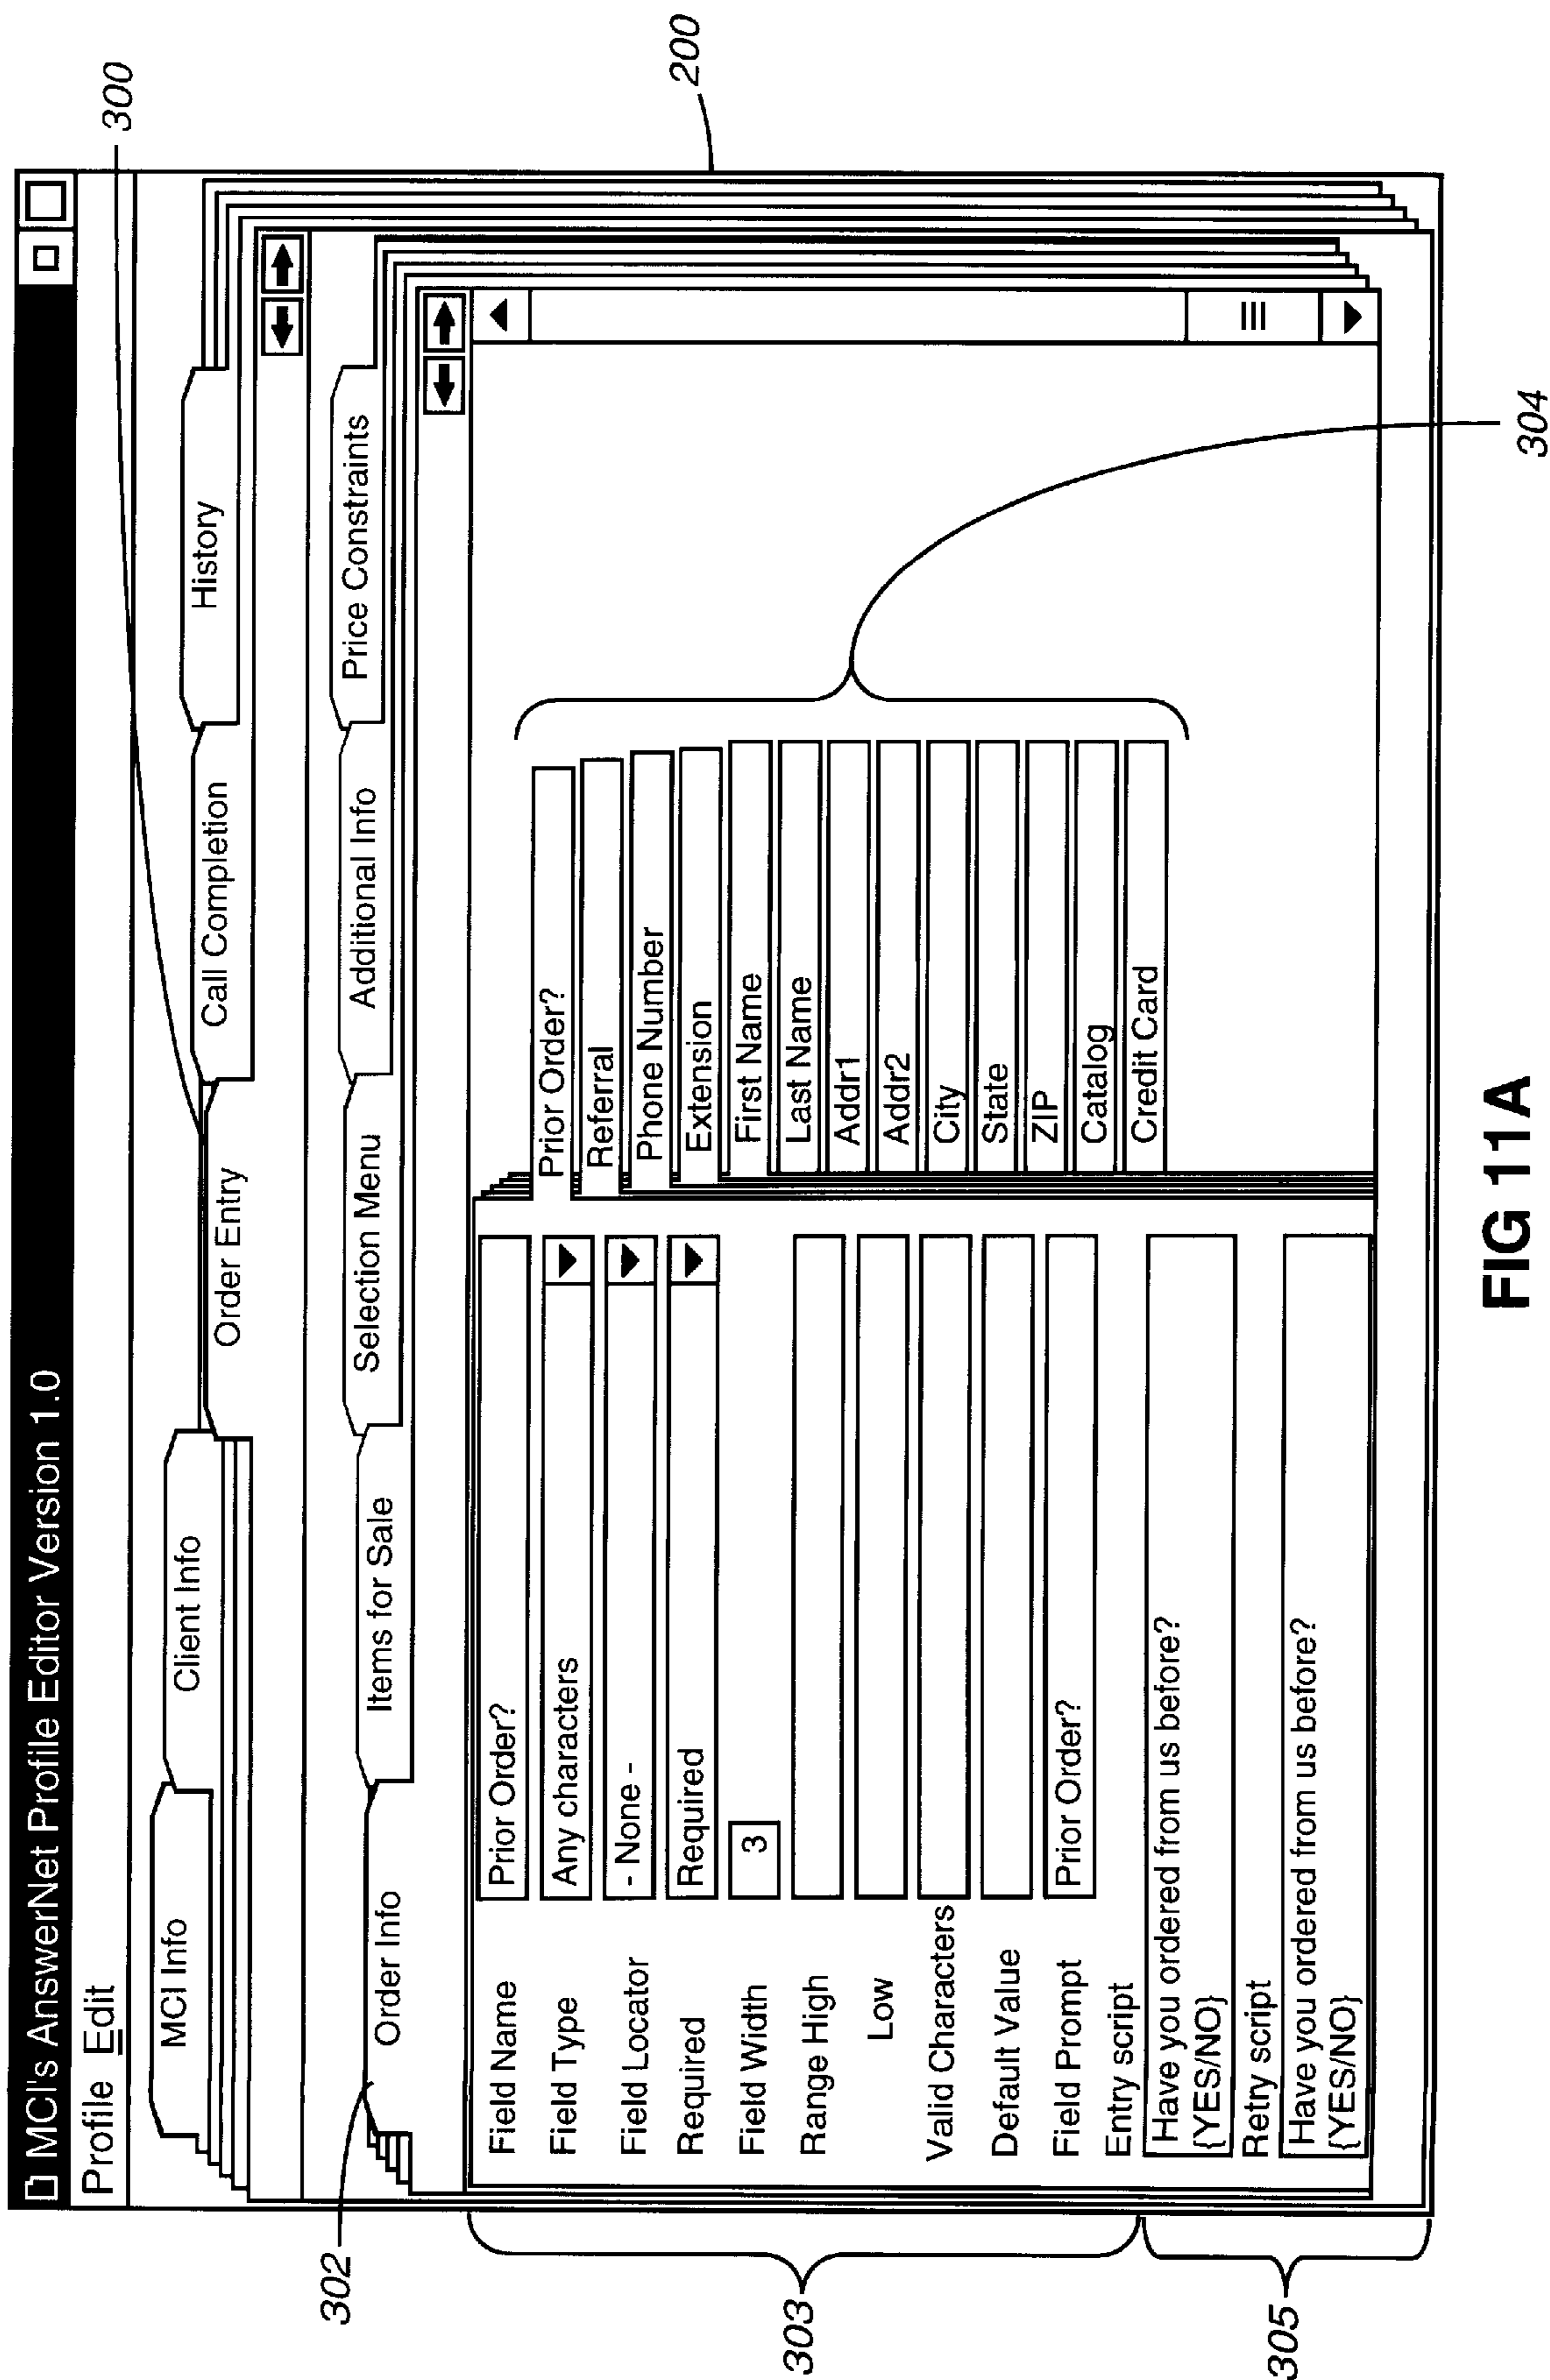 MCI's AnswerNet Profile Editor Version 1.0
Profile Edit
300
MCI Info
Client Info
Order Entry
Call Completion
History
200
302
Order Info
Items for Sale
Selection Menu
Additional Info
Price Constraints
303
Field Name
Prior Order?
Field Type
Any characters
Field Locator
- None -
Required
Required
Field Width
3
Range High
Low
Valid Characters
Default Value
Field Prompt
Prior Order?
305
Entry script
Have you ordered from us before?
{YES/NO}
Retry script
Have you ordered from us before?
{YES/NO}
Prior Order?
Referral
Phone Number
Extension
First Name
Last Name
Addr1
Addr2
City
State
ZIP
Catalog
Credit Card
304
FIG 11A